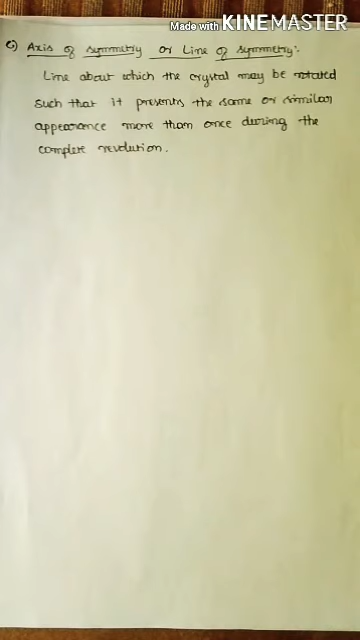 Made with KINEMASTER
c) Axis of symmetry or Line of symmetry:
Line about which the crystal may be rotated
such that it presents the same or similar
appearance more than once during the
complete revolution.